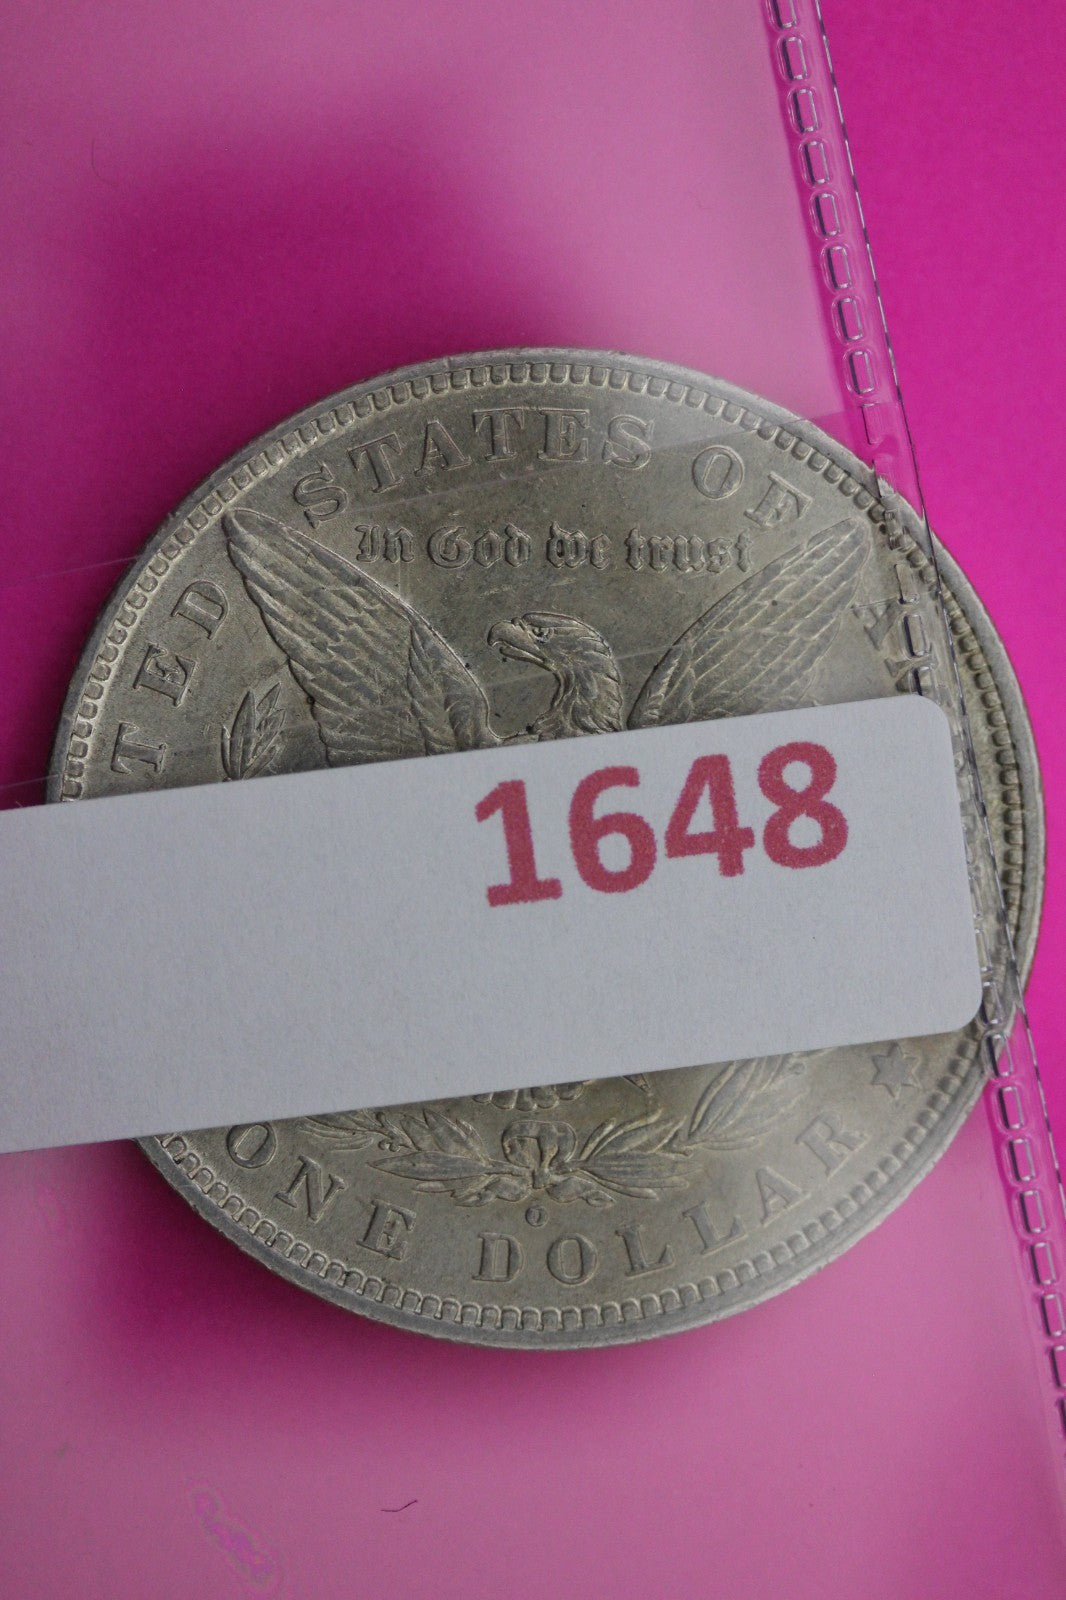 TED STATES OF A
In God we trust
1648
O
ONE DOLLAR